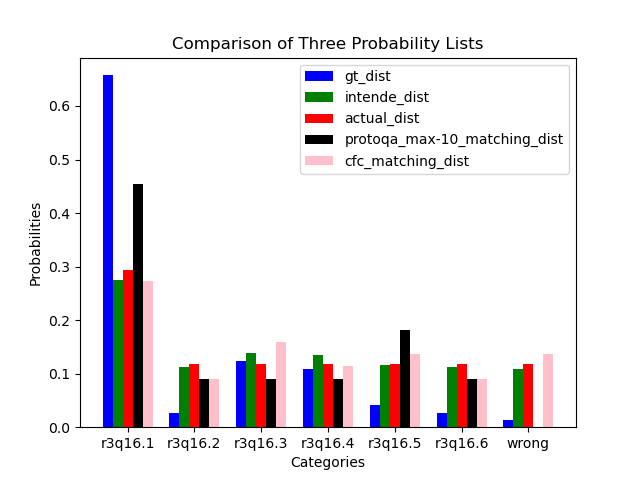 Comparison of Three Probability Lists
gt_dist
intende_dist
actual_dist
protoqa_max-10_matching_dist
cfc_matching_dist
Probabilities
0.6
0.5
0.4
0.3
0.2
0.1
0.0
r3q16.1 r3q16.2 r3q16.3 r3q16.4 r3q16.5 r3q16.6 wrong
Categories